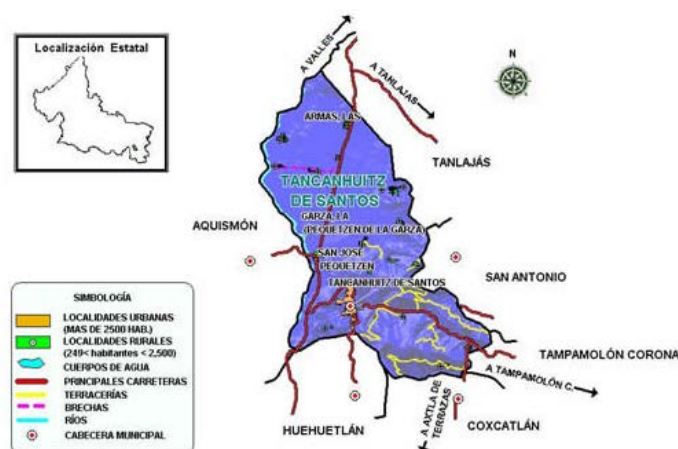 Localización Estatal
A VALLES
A TANLAJAS
N
ARMAS, LAS
TANLAJÁS
TANCANHUITZ
DE SANTOS
GARZA, LA
(PEQUETZEN DE LA GARZA)
AQUISMÓN
SAN JOSE
PEQUETZEN
TANCANHUITZ DE SANTOS
SAN ANTONIO
SIMBOLOGÍA
LOCALIDADES URBANAS
(MAS DE 2500 HAB.)
LOCALIDADES RURALES
(249< habitantes < 2,500)
CUERPOS DE AGUA
PRINCIPALES CARRETERAS
TERRACERÍAS
BRECHAS
RÍOS
CABECERA MUNICIPAL
TAMPAMOLÓN CORONA
A TAMPAMOLÓN C.
HUEHUETLÁN
A AXTLA DE
TERRAZAS
COXCATLÁN